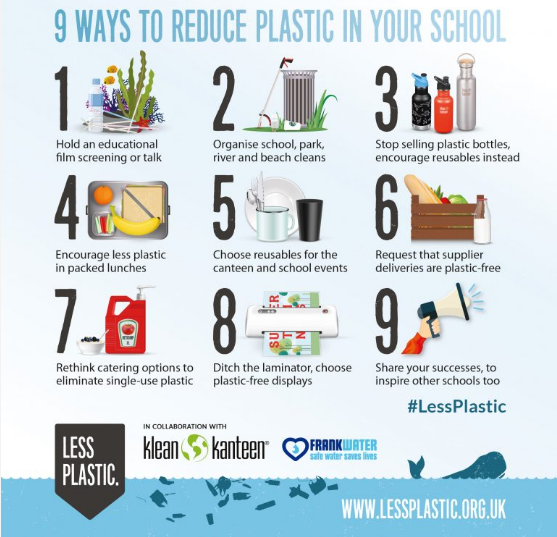 9 WAYS TO REDUCE PLASTIC IN YOUR SCHOOL
1
Hold an educational
film screening or talk
2
Organise school, park,
river and beach cleans
3
Stop selling plastic bottles,
encourage reusables instead
4
Encourage less plastic
in packed lunches
5
Choose reusables for the
canteen and school events
6
Request that supplier
deliveries are plastic-free
7
Rethink catering options to
eliminate single-use plastic
8
Ditch the laminator, choose
plastic-free displays
9
Share your successes, to
inspire other schools too
#LessPlastic
LESS
PLASTIC.
IN COLLABORATION WITH
klean kanteen®
FRANKWATER
safe water saves lives
WWW.LESSPLASTIC.ORG.UK